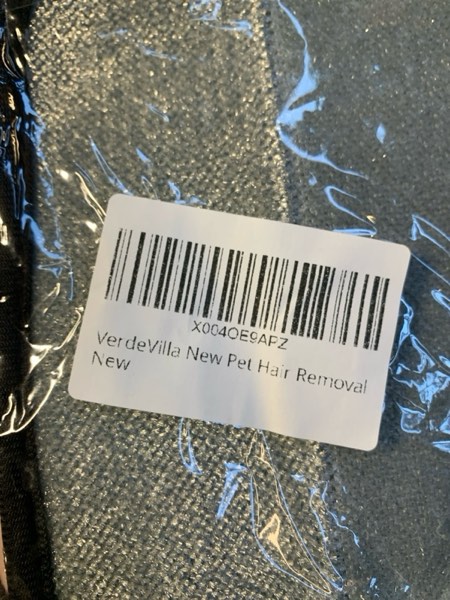 X004OE9APZ
VerdeVilla New Pet Hair Removal
New